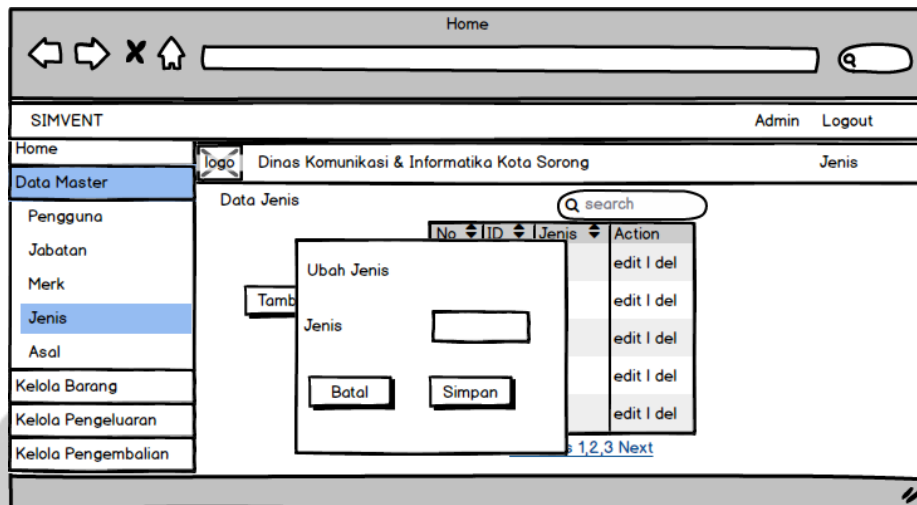 Home
SIMVENT Admin Logout
Home
Data Master
Pengguna
Jabatan
Merk
Jenis
Asal
Kelola Barang
Kelola Pengeluaran
Kelola Pengembalian
logo Dinas Komunikasi & Informatika Kota Sorong Jenis
Data Jenis search
No ID Jenis Action
edit | del
edit | del
edit | del
edit | del
edit | del
Ubah Jenis
Jenis
Batal Simpan
1,2,3 Next